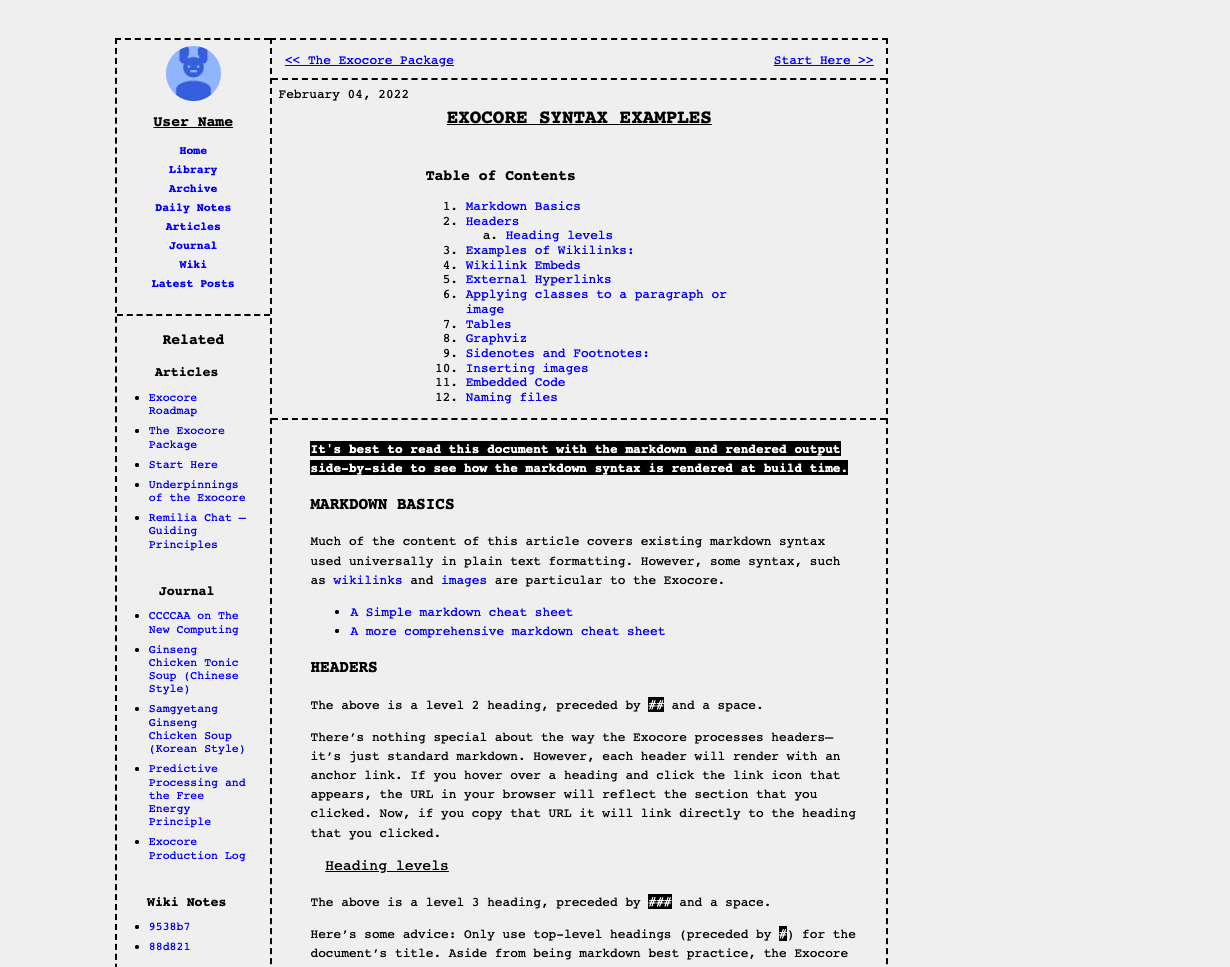 User Name
Home
Library
Archive
Daily Notes
Articles
Journal
Wiki
Latest Posts
Related
Articles
• Exocore
Roadmap
• The Exocore
Package
• Start Here
• Underpinnings
of the Exocore
• Remilia Chat —
Guiding
Principles
Journal
• CCCCAA on The
New Computing
• Ginseng
Chicken Tonic
Soup (Chinese
Style)
• Samgyetang
Ginseng
Chicken Soup
(Korean Style)
• Predictive
Processing and
the Free
Energy
Principle
• Exocore
Production Log
Wiki Notes
• 9538b7
• 88d821
<< The Exocore Package
Start Here >>
February 04, 2022
EXOCORE SYNTAX EXAMPLES
Table of Contents
1. Markdown Basics
2. Headers
a. Heading levels
3. Examples of Wikilinks:
4. Wikilink Embeds
5. External Hyperlinks
6. Applying classes to a paragraph or
image
7. Tables
8. Graphviz
9. Sidenotes and Footnotes:
10. Inserting images
11. Embedded Code
12. Naming files
It's best to read this document with the markdown and rendered output
side-by-side to see how the markdown syntax is rendered at build time.
MARKDOWN BASICS
Much of the content of this article covers existing markdown syntax
used universally in plain text formatting. However, some syntax, such
as wikilinks and images are particular to the Exocore.
• A Simple markdown cheat sheet
• A more comprehensive markdown cheat sheet
HEADERS
The above is a level 2 heading, preceded by ## and a space.
There’s nothing special about the way the Exocore processes headers—
it’s just standard markdown. However, each header will render with an
anchor link. If you hover over a heading and click the link icon that
appears, the URL in your browser will reflect the section that you
clicked. Now, if you copy that URL it will link directly to the heading
that you clicked.
Heading levels
The above is a level 3 heading, preceded by ### and a space.
Here’s some advice: Only use top-level headings (preceded by #) for the
document’s title. Aside from being markdown best practice, the Exocore